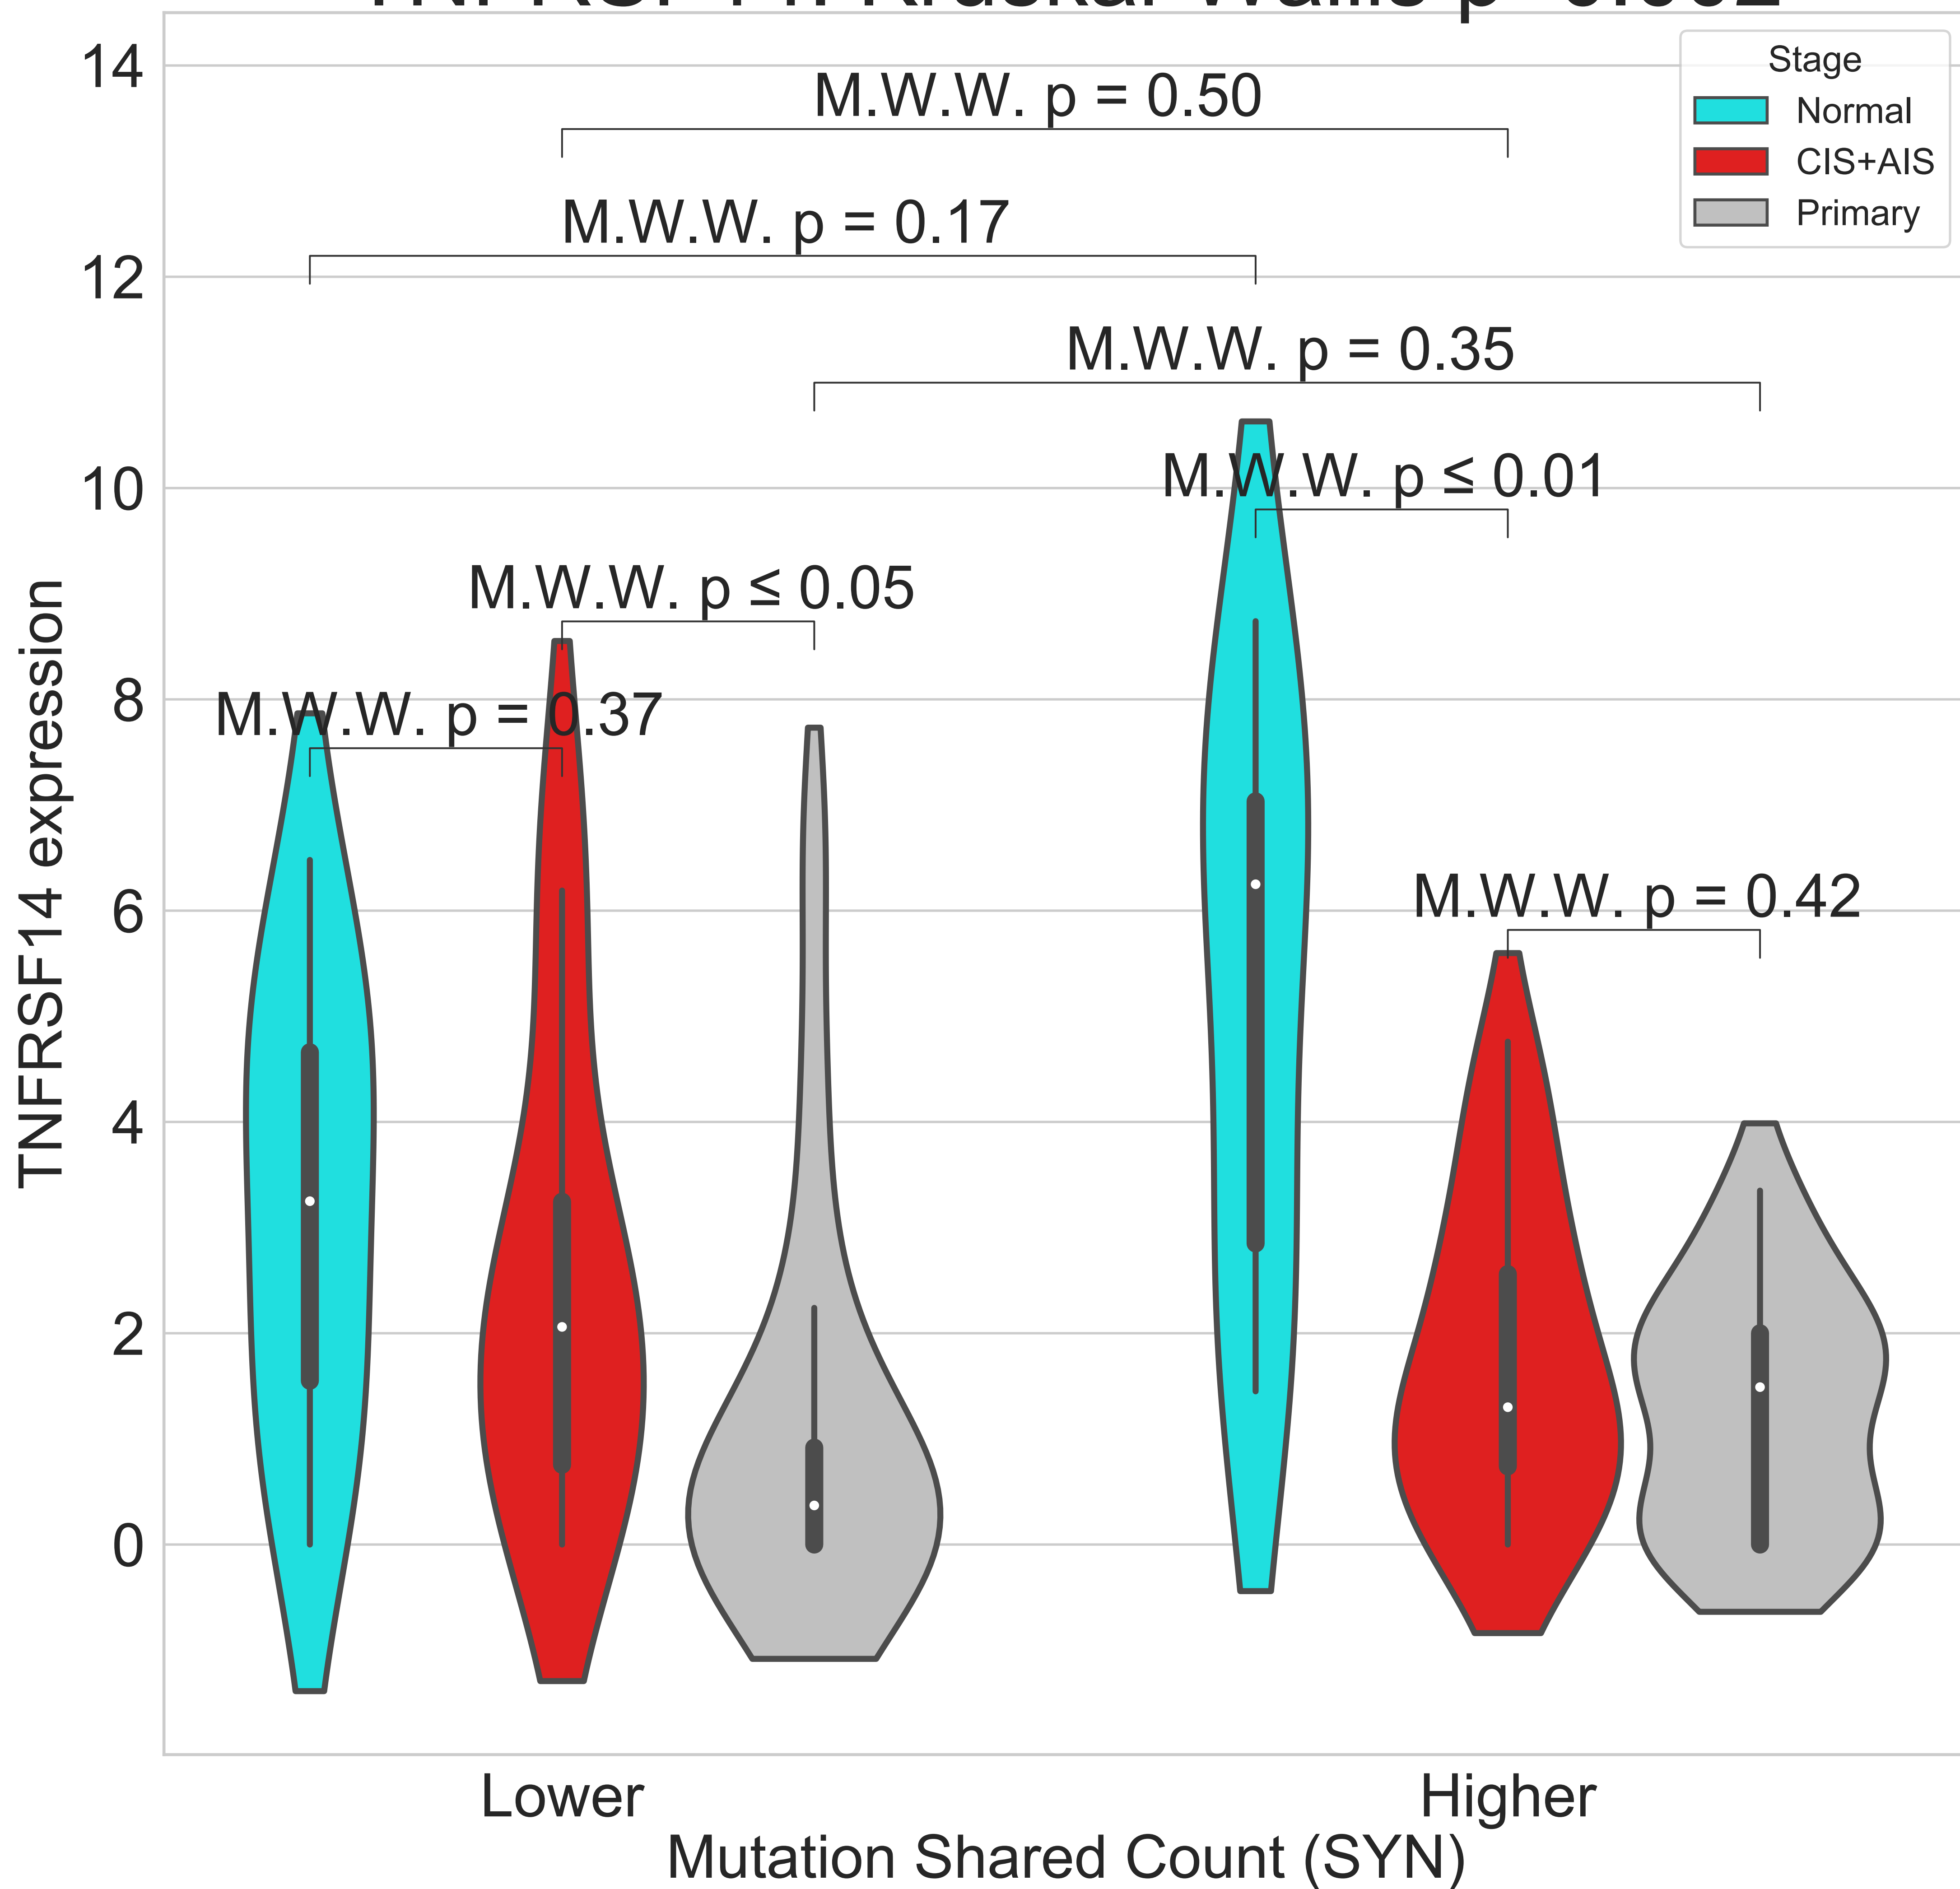 14
12
10
8
6
4
2
0
TNFRSF14 expression
M.W.W. p = 0.50
M.W.W. p = 0.17
M.W.W. p = 0.35
M.W.W. p ≤ 0.01
M.W.W. p ≤ 0.05
M.W.W. p = 0.37
M.W.W. p = 0.42
Stage
Normal
CIS+AIS
Primary
Lower
Higher
Mutation Shared Count (SYN)